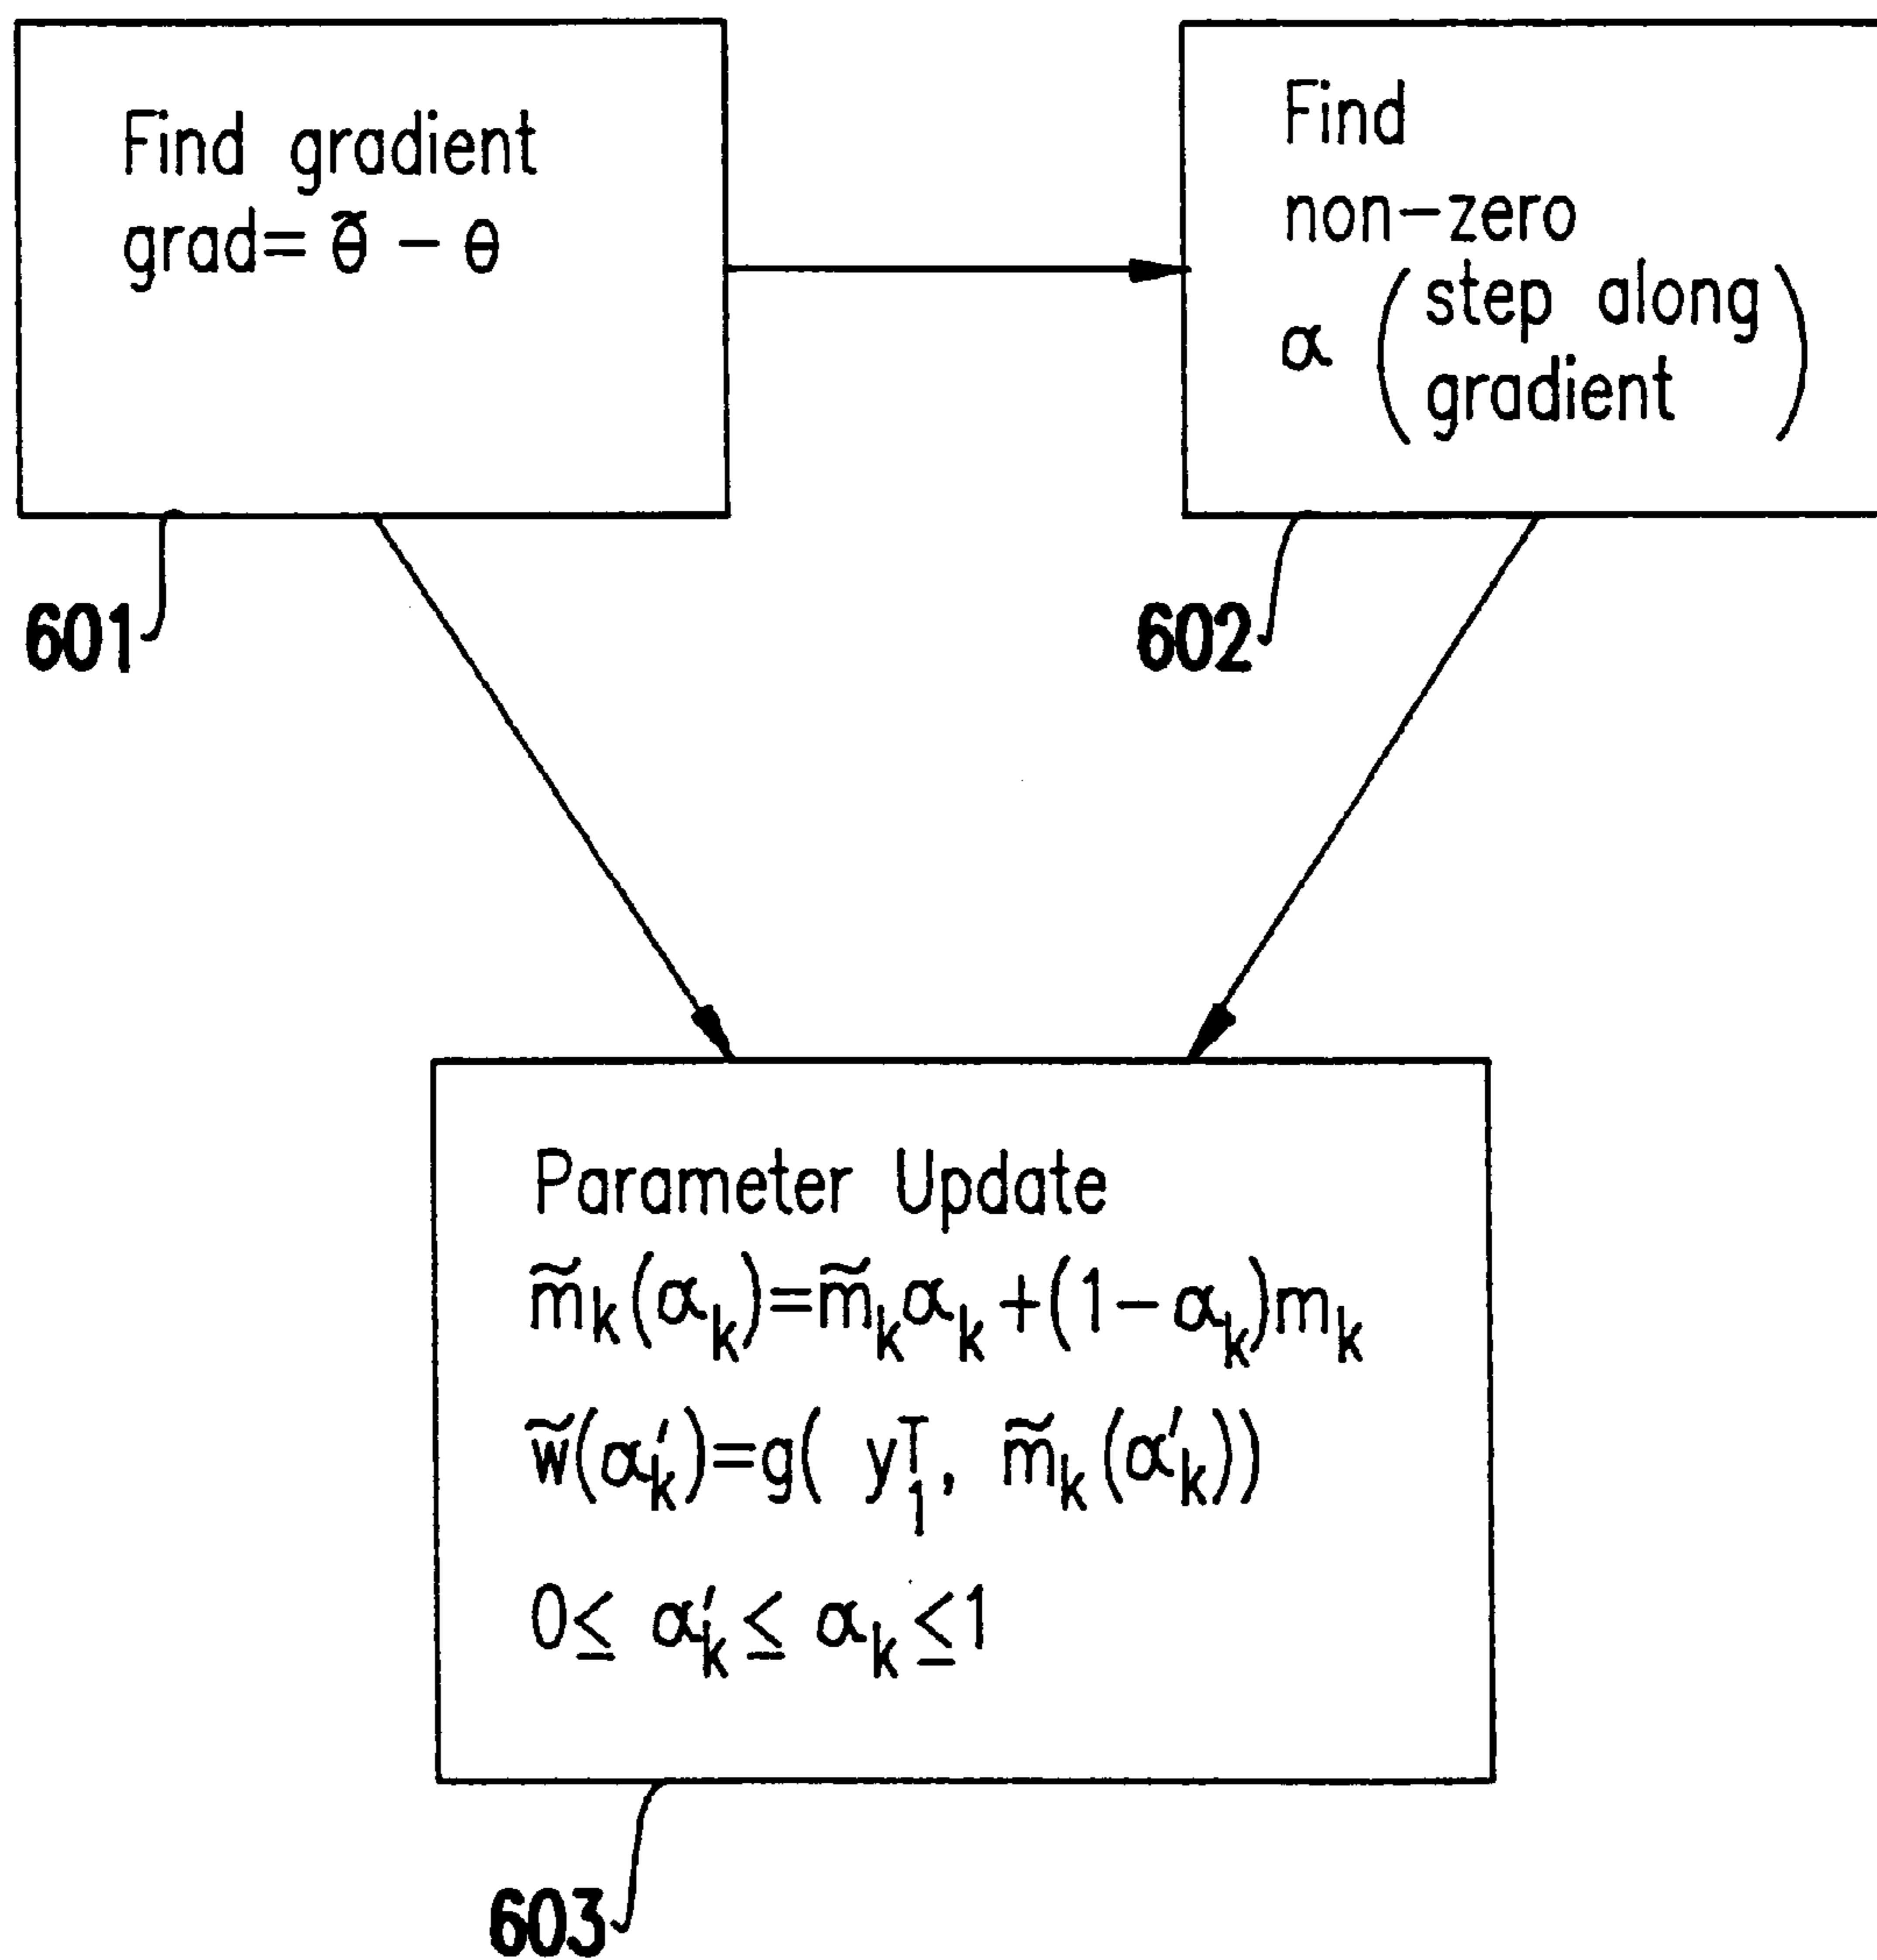 Find gradient
grad= θ̃ − θ
601
Find
non-zero
α (step along
gradient)
602
Parameter Update
m̃ₖ(αₖ)=m̃ₖαₖ+(1−αₖ)mₖ
w̃(α′ₖ)=g( y₁ᵀ, m̃ₖ(α′ₖ))
0≤ α′ₖ ≤ αₖ ≤1
603